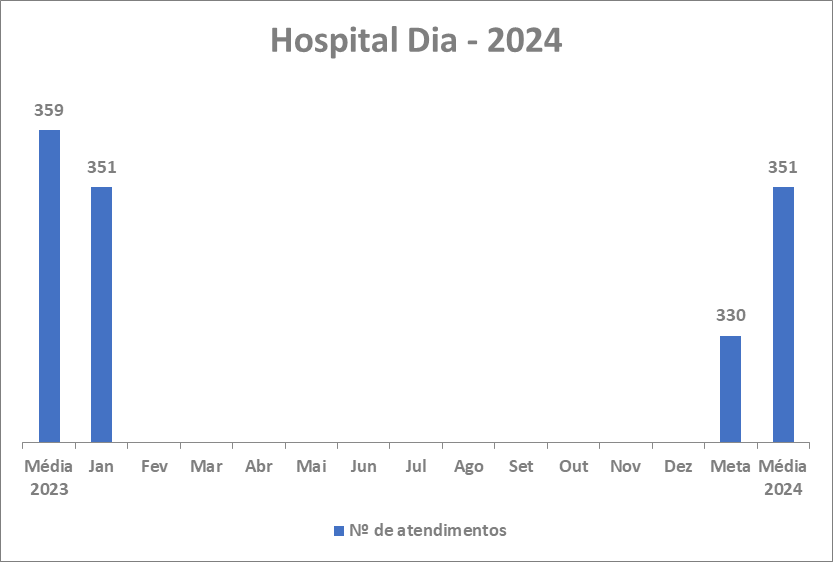 Hospital Dia - 2024
359
351
351
330
Média Jan Fev Mar Abr Mai Jun Jul Ago Set Out Nov Dez Meta Média
2023 2024
Nº de atendimentos